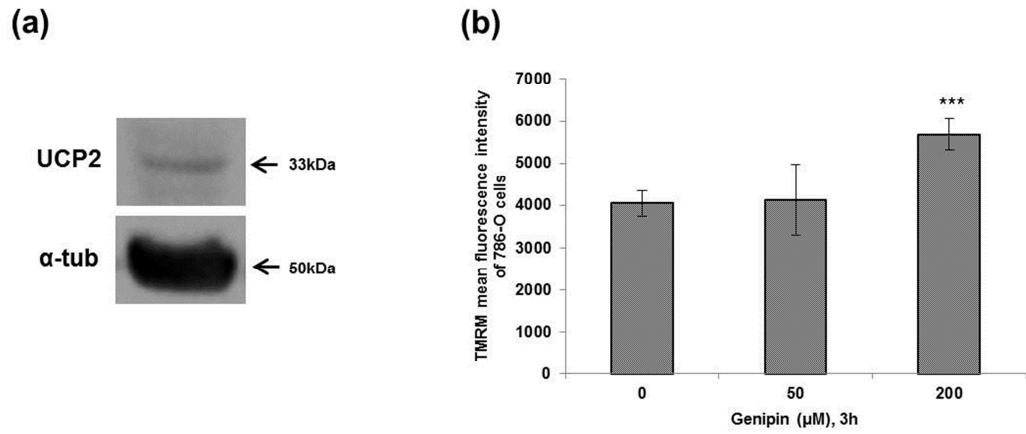 (a)
UCP2
33kDa
α-tub
50kDa
(b)
TMRM mean fluorescence intensity
of 786-O cells
7000
6000
5000
4000
3000
2000
1000
0
***
0 50 200
Genipin (µM), 3h